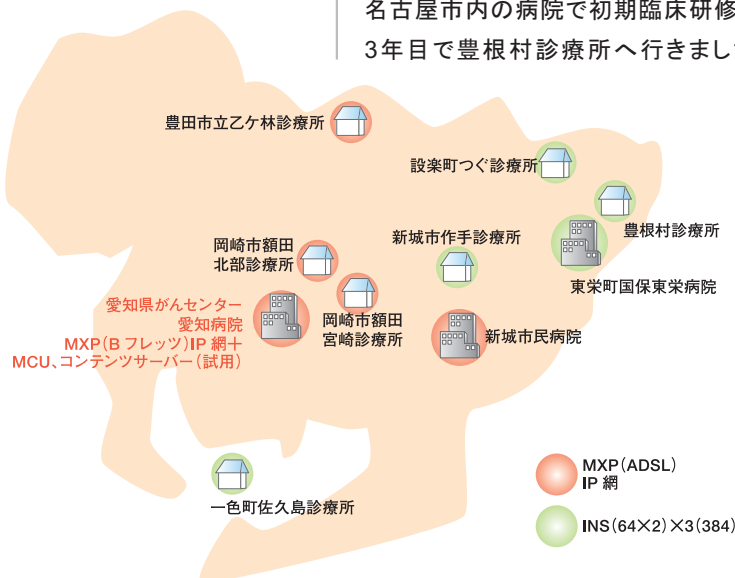 名古屋市内の病院で初期臨床研修
3年目で豊根村診療所へ行きまし
豊田市立乙ケ林診療所
設楽町つぐ診療所
豊根村診療所
新城市作手診療所
東栄町国保東栄病院
岡崎市額田
北部診療所
愛知県がんセンター
愛知病院
MXP(Bフレッツ)IP網＋
MCU、コンテンツサーバー(試用)
岡崎市額田
宮崎診療所
新城市民病院
一色町佐久島診療所
MXP(ADSL)
IP網
INS(64×2)×3(384)